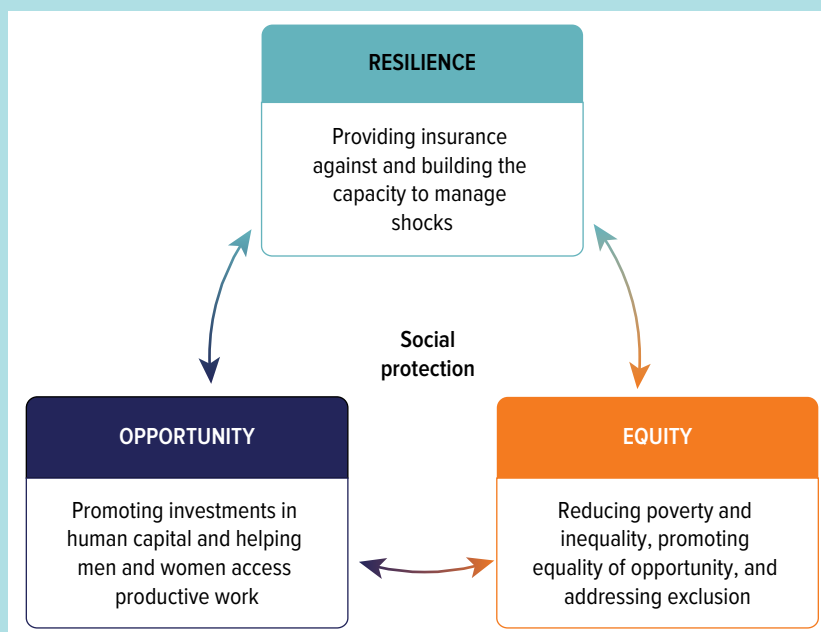 RESILIENCE
Providing insurance
against and building the
capacity to manage
shocks
Social
protection
OPPORTUNITY
Promoting investments in
human capital and helping
men and women access
productive work
EQUITY
Reducing poverty and
inequality, promoting
equality of opportunity, and
addressing exclusion